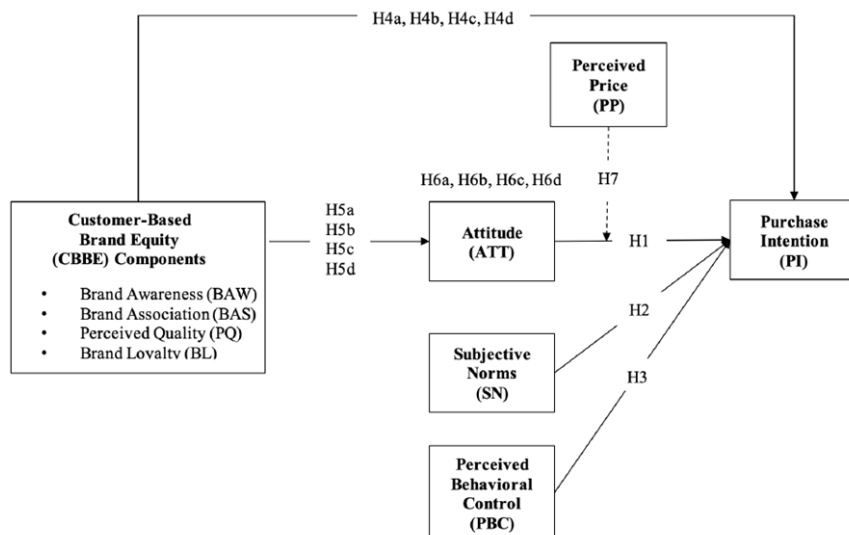 H4a, H4b, H4c, H4d
Perceived
Price
(PP)
H6a, H6b, H6c, H6d
H7
Customer-Based
Brand Equity
(CBBE) Components
• Brand Awareness (BAW)
• Brand Association (BAS)
• Perceived Quality (PQ)
• Brand Loyalty (BL)
H5a
H5b
H5c
H5d
Attitude
(ATT)
H1
Purchase
Intention
(PI)
H2
Subjective
Norms
(SN)
H3
Perceived
Behavioral
Control
(PBC)